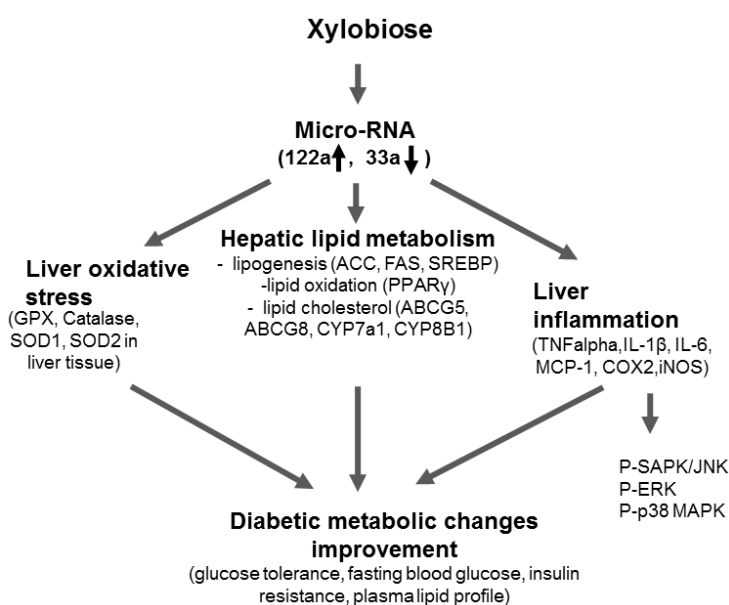 Xylobiose
Micro-RNA
(122a⬆, 33a⬇)
Hepatic lipid metabolism
- lipogenesis (ACC, FAS, SREBP)
-lipid oxidation (PPARγ)
- lipid cholesterol (ABCG5,
ABCG8, CYP7a1, CYP8B1)
Liver oxidative
stress
(GPX, Catalase,
SOD1, SOD2 in
liver tissue)
Liver
inflammation
(TNFalpha,IL-1β, IL-6,
MCP-1, COX2,iNOS)
P-SAPK/JNK
P-ERK
P-p38 MAPK
Diabetic metabolic changes
improvement
(glucose tolerance, fasting blood glucose, insulin
resistance, plasma lipid profile)